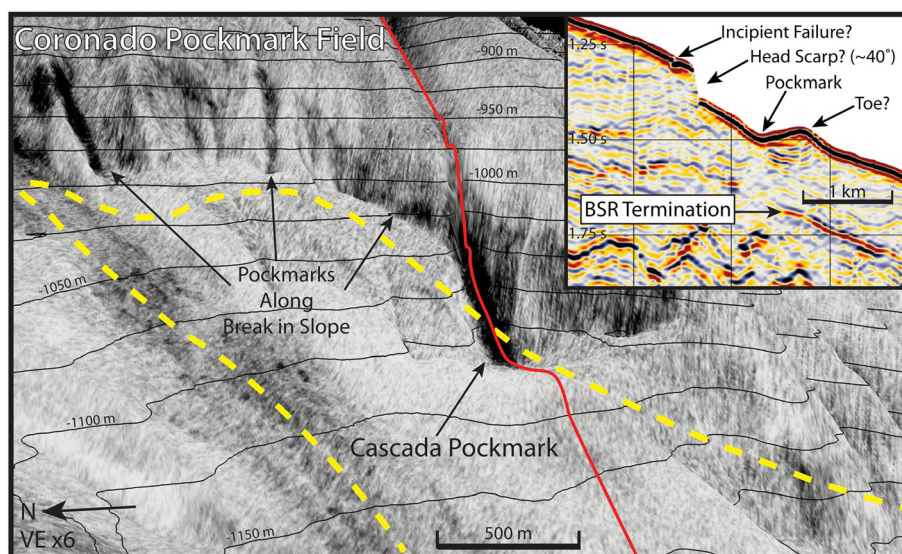 Coronado Pockmark Field
-900 m
-950 m
-1000 m
-1050 m
-1100 m
-1150 m
Pockmarks
Along
Break in Slope
Cascada Pockmark
N
VE x6
500 m
1.25 s
1.50 s
1.75 s
Incipient Failure?
Head Scarp? (~40°)
Pockmark
Toe?
1 km
BSR Termination